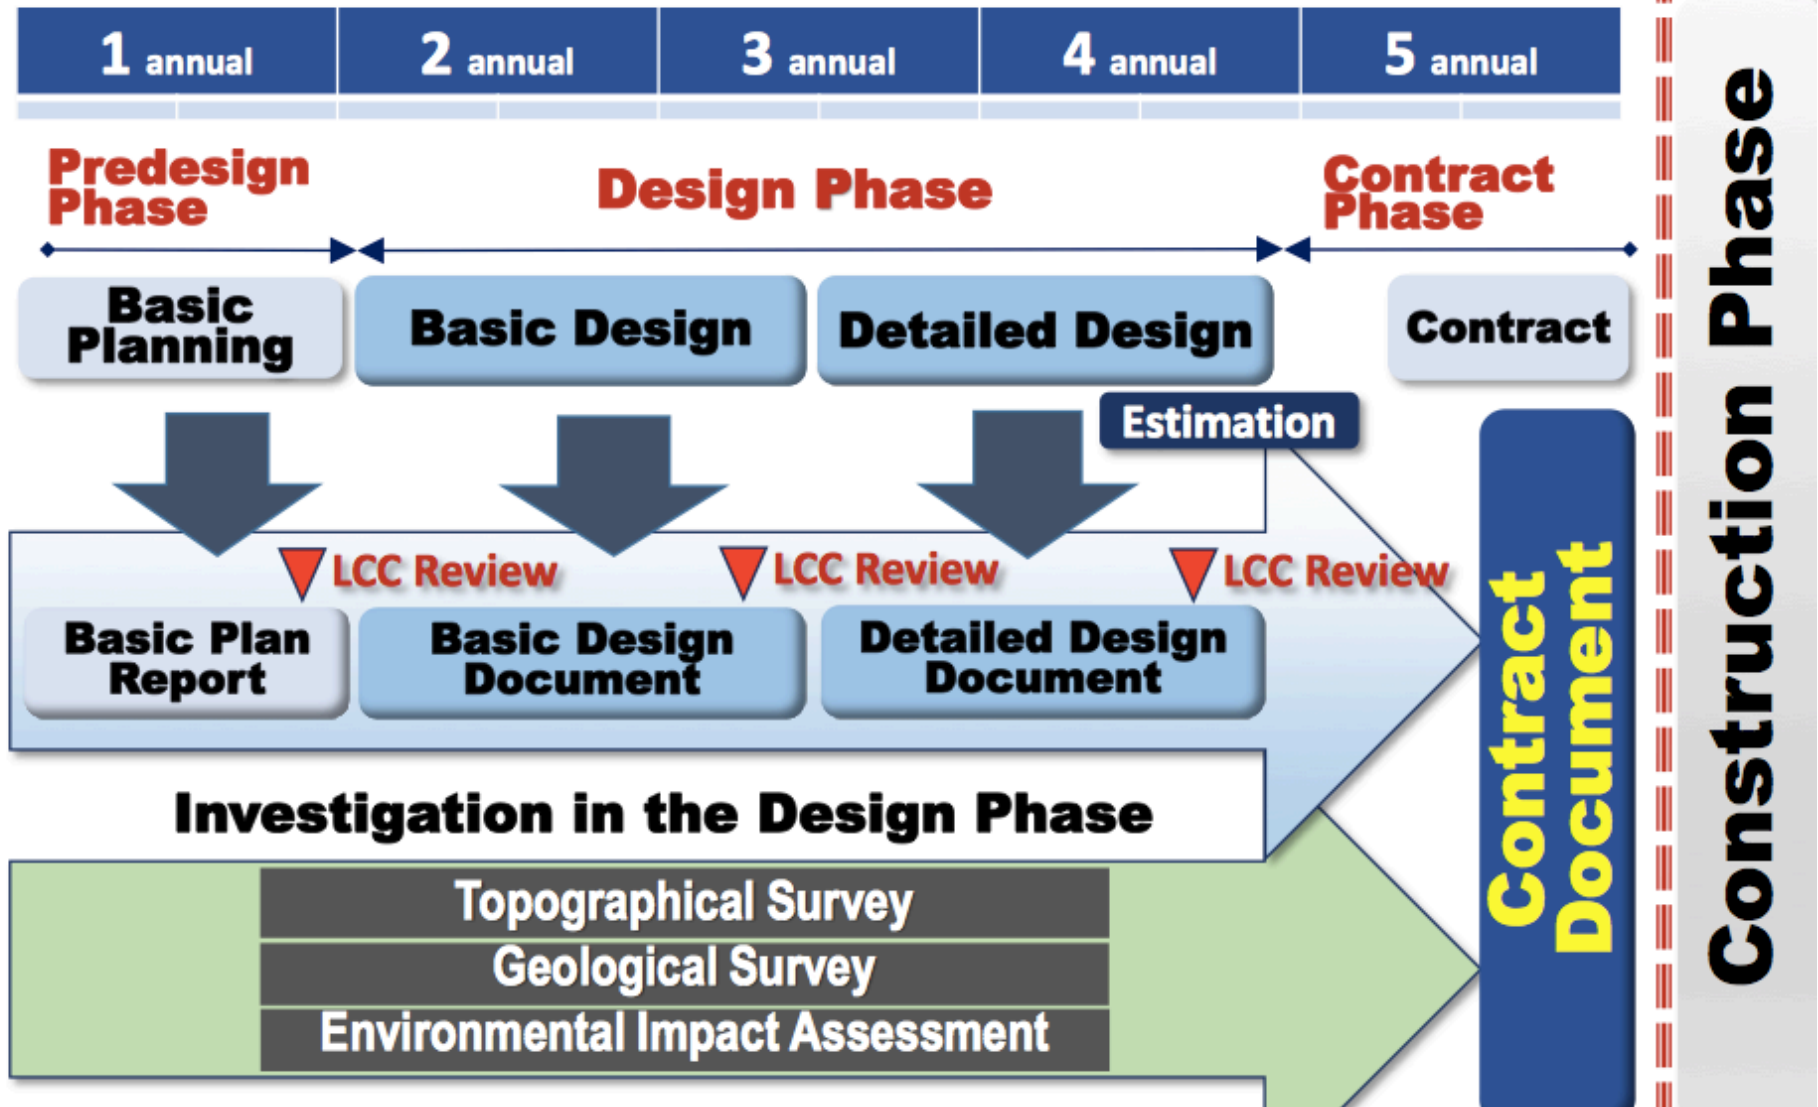 1 annual 2 annual 3 annual 4 annual 5 annual
Predesign
Phase
Design Phase
Contract
Phase
Basic
Planning
Basic Design
Detailed Design
Contract
Estimation
LCC Review
LCC Review
LCC Review
Basic Plan
Report
Basic Design
Document
Detailed Design
Document
Investigation in the Design Phase
Topographical Survey
Geological Survey
Environmental Impact Assessment
Contract
Document
Construction Phase